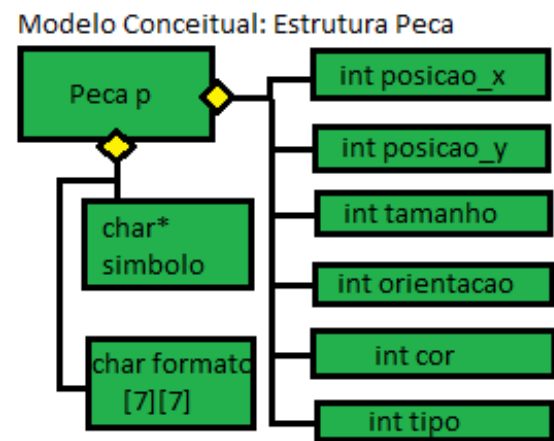 Modelo Conceitual: Estrutura Peca
Peca p
char*
simbolo
char formato
[7][7]
int posicao_x
int posicao_y
int tamanho
int orientacao
int cor
int tipo